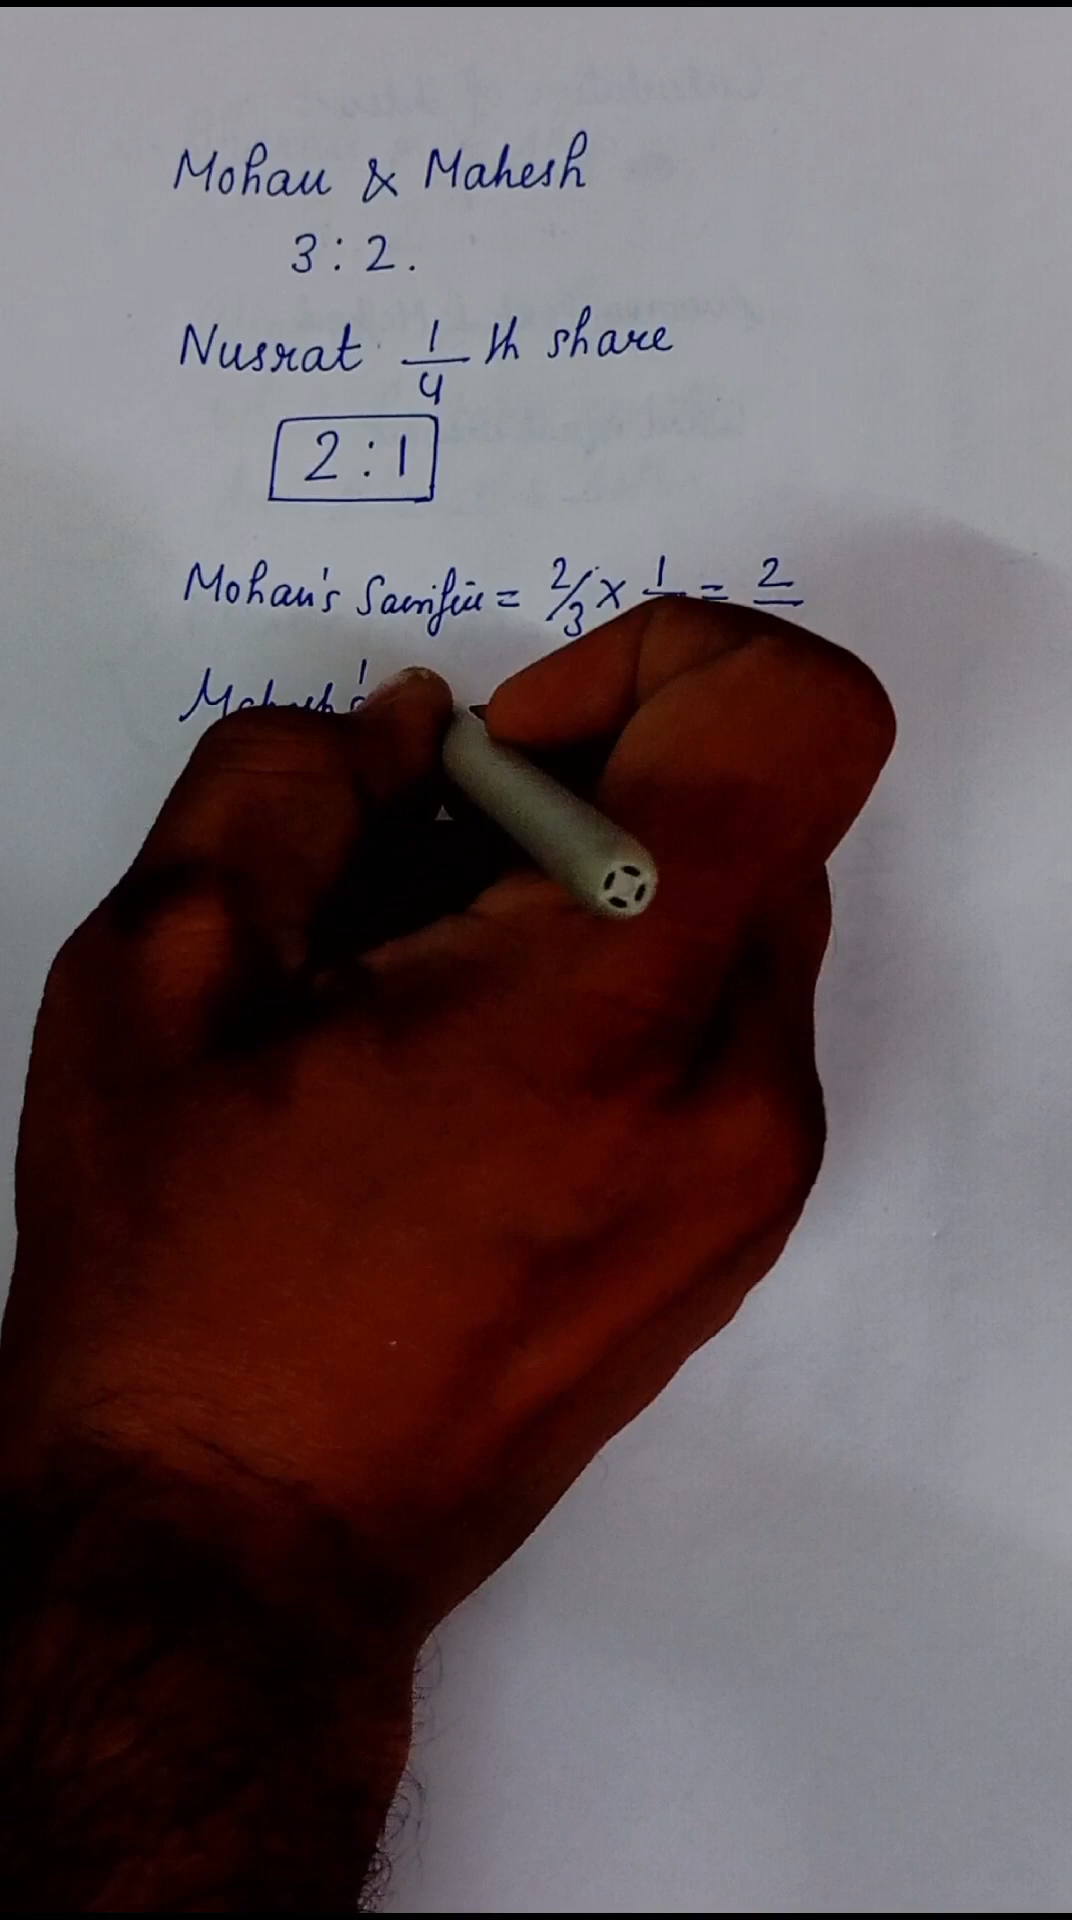 Mohan & Mahesh
3 : 2.
Nusrat 1/4 th share
2 : 1
Mohan's Sacrifice = 2/3 × 1 = 2